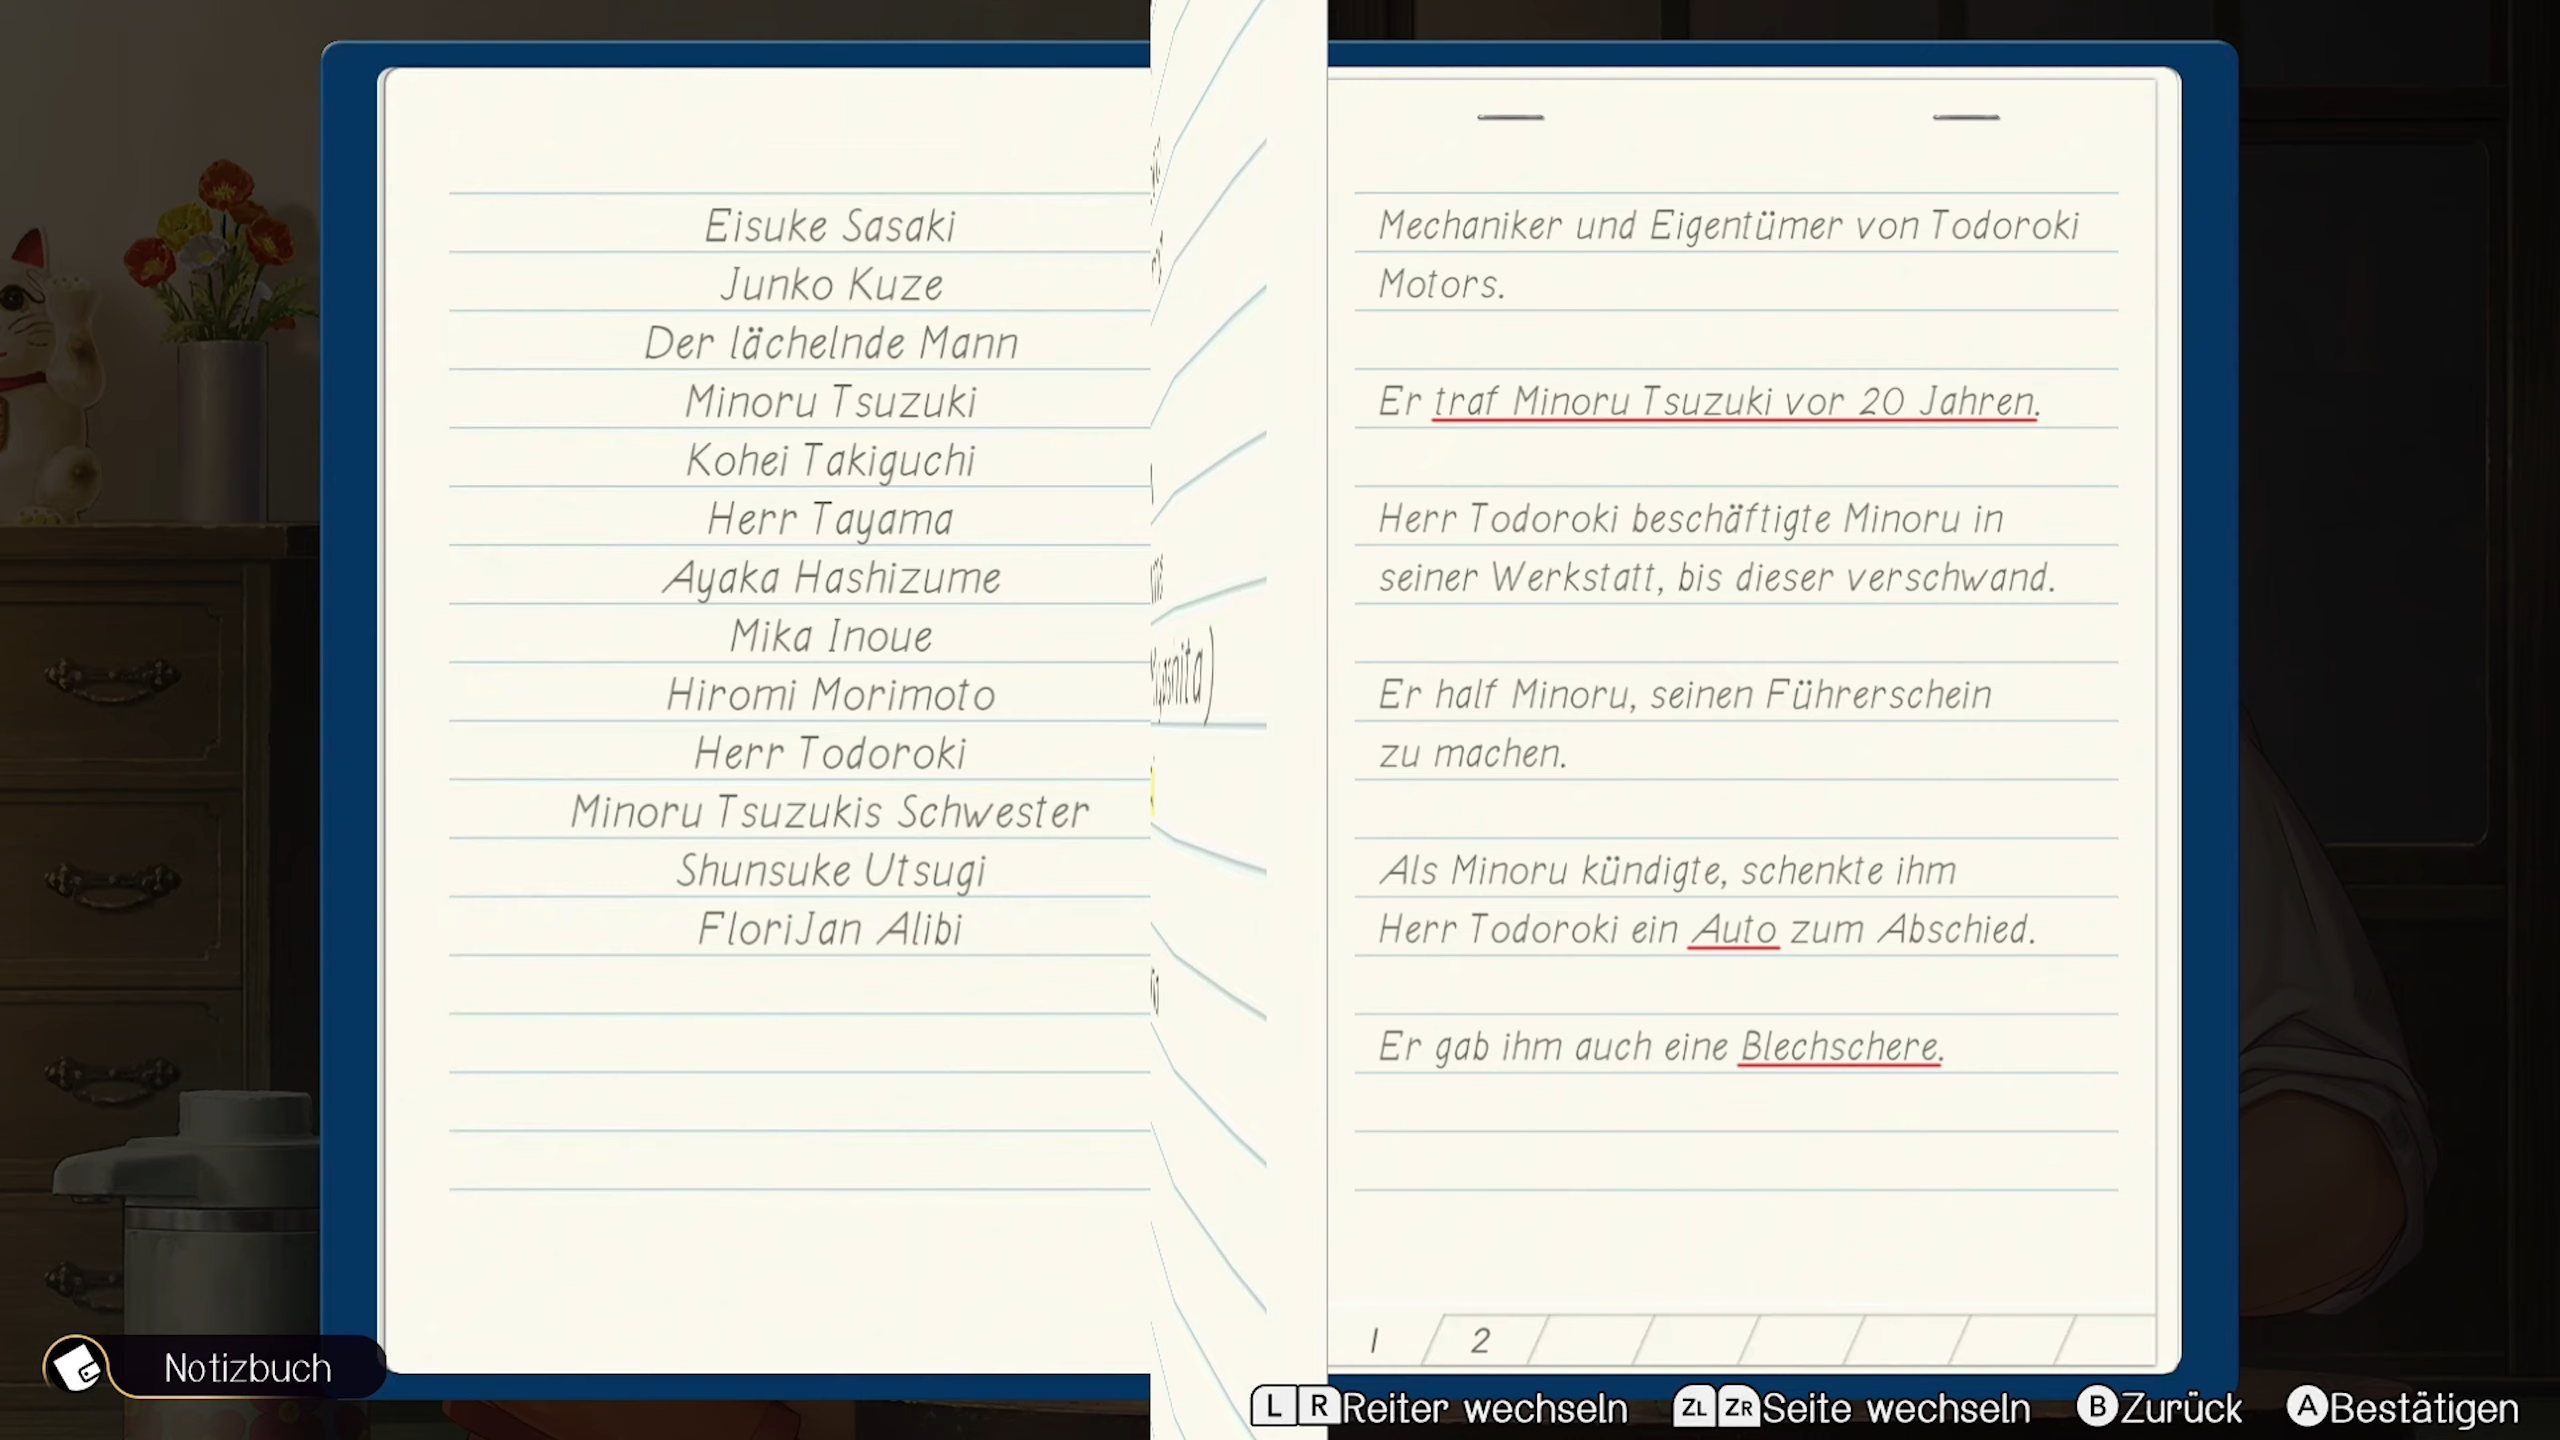 Eisuke Sasaki
Junko Kuze
Der lächelnde Mann
Minoru Tsuzuki
Kohei Takiguchi
Herr Tayama
Ayaka Hashizume
Mika Inoue
Hiromi Morimoto
Herr Todoroki
Minoru Tsuzukis Schwester
Shunsuke Utsugi
FloriJan Alibi
Mechaniker und Eigentümer von Todoroki
Motors.
Er traf Minoru Tsuzuki vor 20 Jahren.
Herr Todoroki beschäftigte Minoru in
seiner Werkstatt, bis dieser verschwand.
Er half Minoru, seinen Führerschein
zu machen.
Als Minoru kündigte, schenkte ihm
Herr Todoroki ein Auto zum Abschied.
Er gab ihm auch eine Blechschere.
1 2
Notizbuch
L R Reiter wechseln ZL ZR Seite wechseln B Zurück A Bestätigen